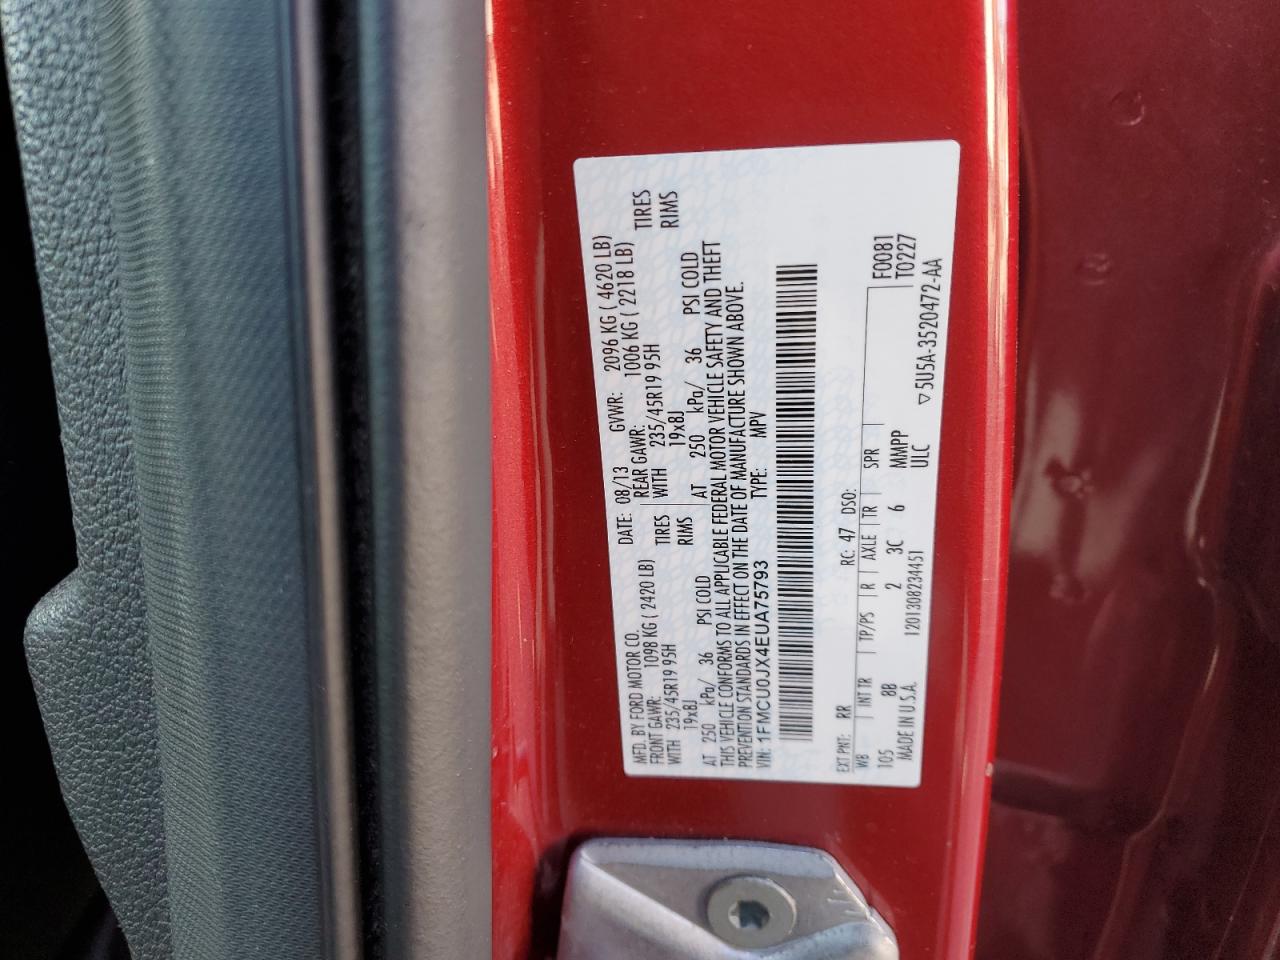 MFD. BY FORD MOTOR CO. DATE: 08/13 GVWR: 2096 KG ( 4620 LB)
FRONT GAWR: 1098 KG ( 2420 LB) REAR GAWR: 1006 KG ( 2218 LB)
WITH 235/45R19 95H TIRES WITH 235/45R19 95H TIRES
19x8J RIMS 19x8J RIMS
AT 250 kPa/ 36 PSI COLD AT 250 kPa/ 36 PSI COLD
THIS VEHICLE CONFORMS TO ALL APPLICABLE FEDERAL MOTOR VEHICLE SAFETY AND THEFT
PREVENTION STANDARDS IN EFFECT ON THE DATE OF MANUFACTURE SHOWN ABOVE.
VIN: 1FMCU0JX4EUA75793 TYPE: MPV
EXT PNT: RR RC: 47 DSO:
WB INT TR TP/PS R AXLE TR SPR F0081
105 8B 2 3C 6 MMPP T0227
MADE IN U.S.A. 1201308234451 ULC ▽5U5A-3520472-AA